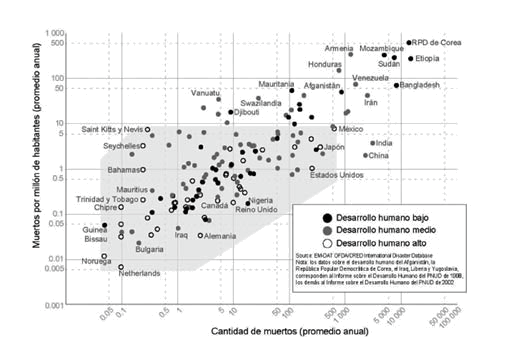 Muertos por millón de habitantes (promedio anual)
1 000
500
100
50
10
5
1
0.5
0.1
0.05
0.01
0.005
0.001
Armenia
Mozambique
RPD de Corea
Honduras
Sudán
Etiopia
Mauritania
Afganistán
Venezuela
Bangladesh
Vanuatu
Swazilandia
Irán
Djibouti
Saint Kitts y Nevis
México
Seychelles
Japón
India
China
Bahamas
Estados Unidos
Mauritius
Trinidad y Tobago
Nigeria
Chipre
Canadá
Reino Unido
Guinea
Bissau
Iraq
Alemania
Bulgaria
Noruega
Netherlands
Desarrollo humano bajo
Desarrollo humano medio
Desarrollo humano alto
Source: EM-DAT OFDA/CRED International Disaster Database
Nota: los datos sobre el desarrollo humano del Afganistán, la
República Popular Democrática de Corea, el Iraq, Liberia y Yugoslavia,
corresponden al Informe sobre el Desarrollo Humano del PNUD de 1998,
los demás al Informe sobre el Desarrollo Humano del PNUD de 2002
0.05 0.1 0.5 1 5 10 50 100 500 1 000 5 000 10 000 50 000 100 000
Cantidad de muertos (promedio anual)